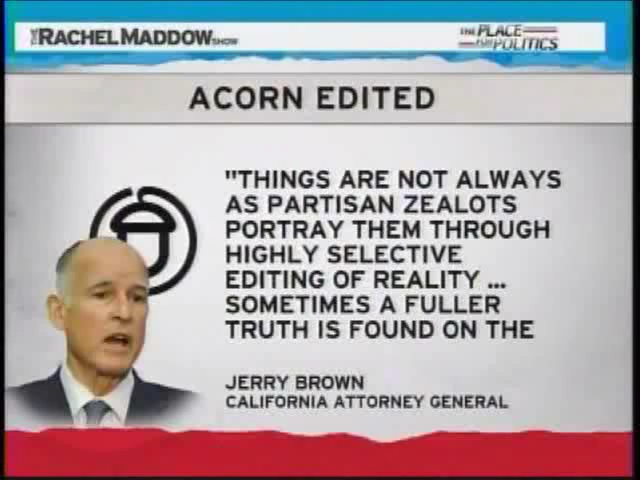 THE RACHEL MADDOW SHOW
THE PLACE FOR POLITICS
ACORN EDITED
"THINGS ARE NOT ALWAYS
AS PARTISAN ZEALOTS
PORTRAY THEM THROUGH
HIGHLY SELECTIVE
EDITING OF REALITY ...
SOMETIMES A FULLER
TRUTH IS FOUND ON THE
JERRY BROWN
CALIFORNIA ATTORNEY GENERAL